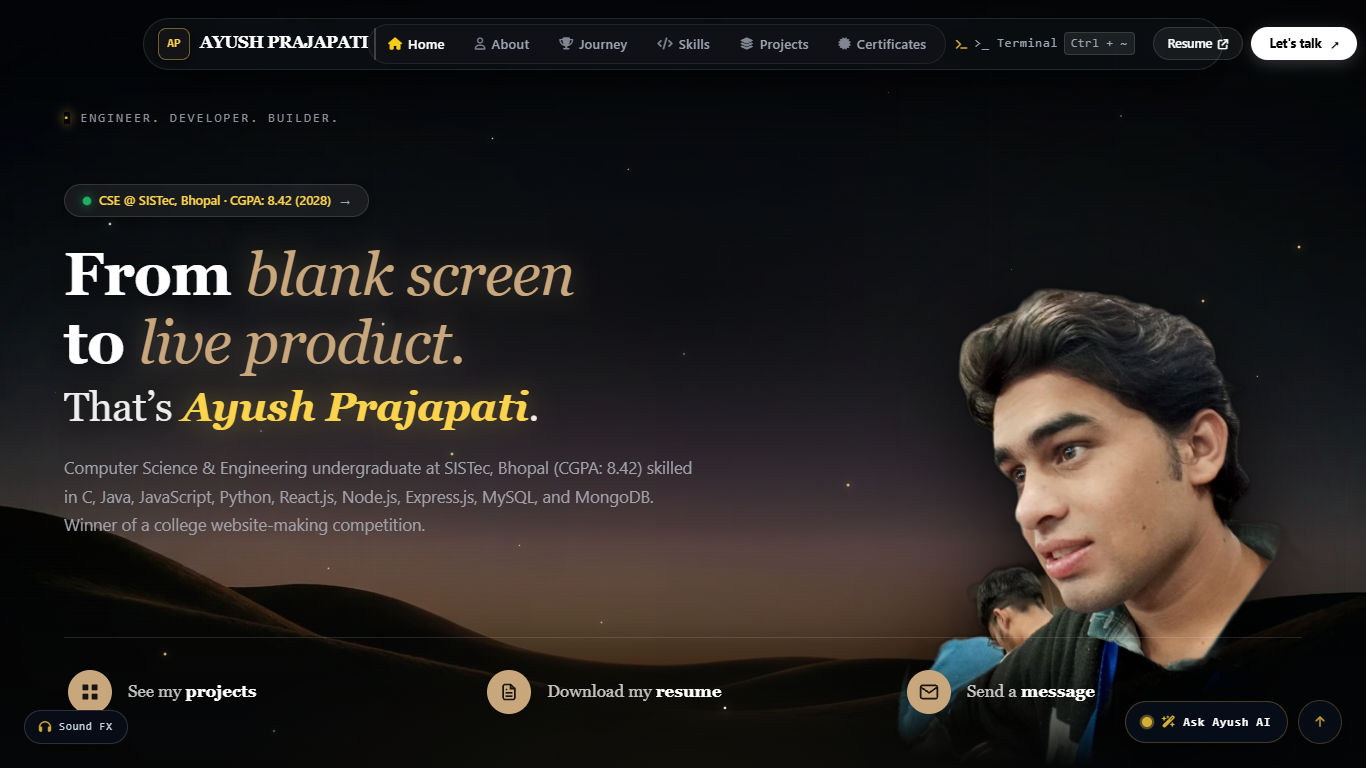 AP AYUSH PRAJAPATI Home About Journey Skills Projects Certificates >_ Terminal Ctrl + ~ Resume Let's talk ↗
ENGINEER. DEVELOPER. BUILDER.
CSE @ SISTec, Bhopal · CGPA: 8.42 (2028) →
From blank screen
to live product.
That’s Ayush Prajapati.
Computer Science & Engineering undergraduate at SISTec, Bhopal (CGPA: 8.42) skilled
in C, Java, JavaScript, Python, React.js, Node.js, Express.js, MySQL, and MongoDB.
Winner of a college website-making competition.
See my projects
Download my resume
Send a message
Sound FX
Ask Ayush AI